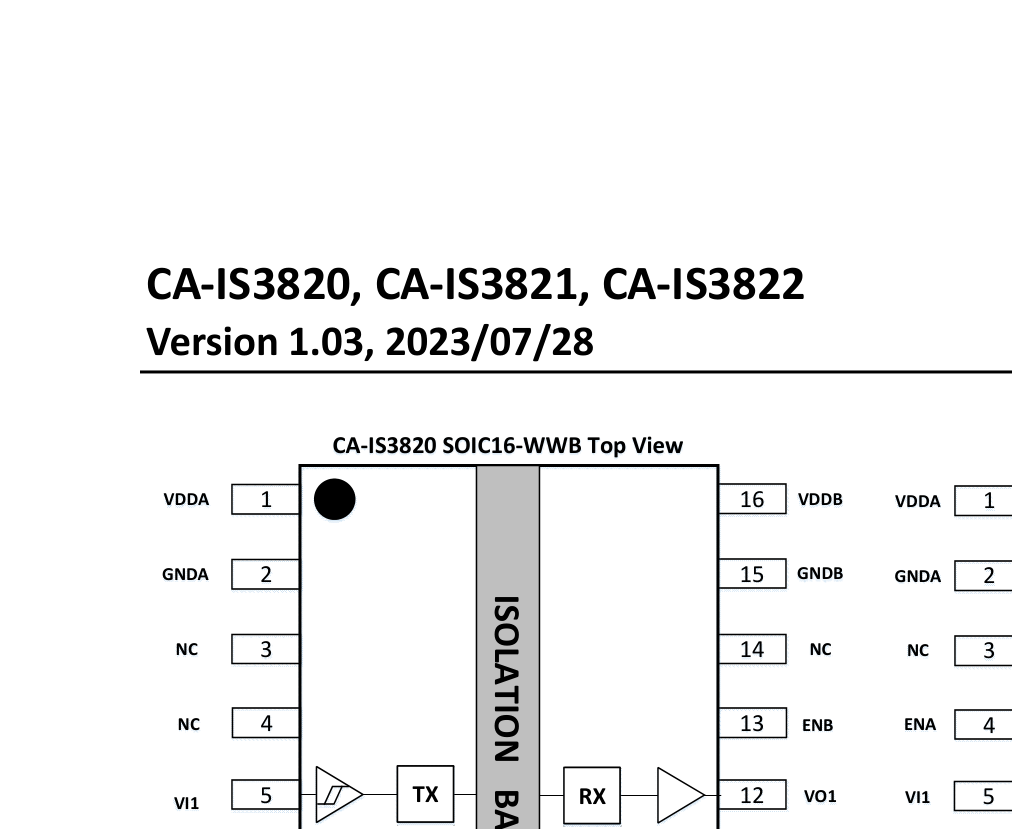 CA-IS3820, CA-IS3821, CA-IS3822
Version 1.03, 2023/07/28
CA-IS3820 SOIC16-WWB Top View
VDDA 1 16 VDDB VDDA 1
GNDA 2 15 GNDB GNDA 2
NC 3 14 NC NC 3
NC 4 13 ENB ENA 4
VI1 5 TX RX 12 VO1 VI1 5
ISOLATION BA